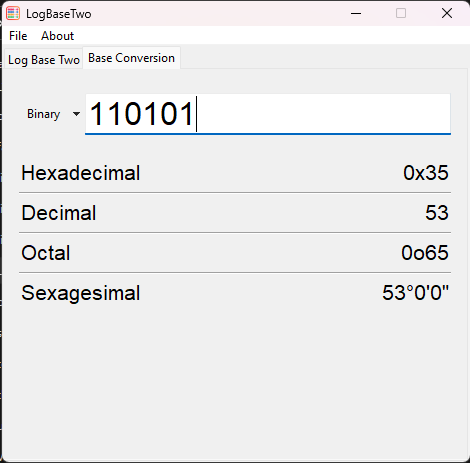 LogBaseTwo
File About
Log Base Two Base Conversion
Binary 110101
Hexadecimal 0x35
Decimal 53
Octal 0o65
Sexagesimal 53°0'0"